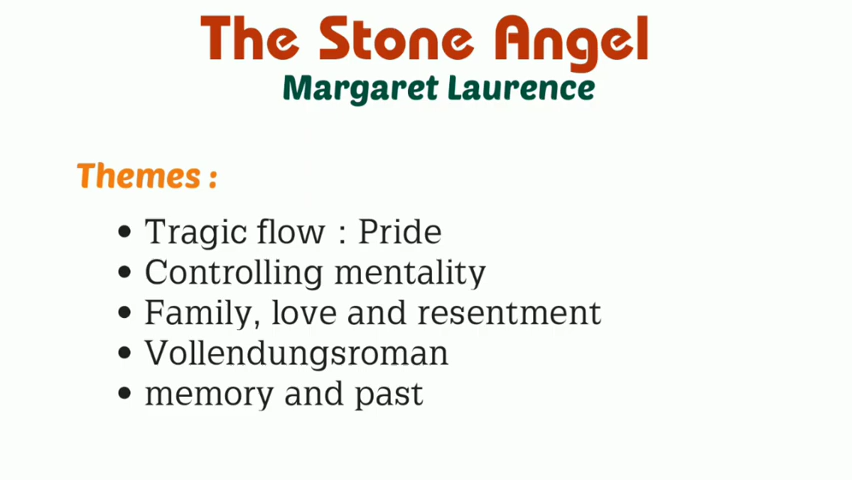 The Stone Angel
Margaret Laurence
Themes :
• Tragic flow : Pride
• Controlling mentality
• Family, love and resentment
• Vollendungsroman
• memory and past